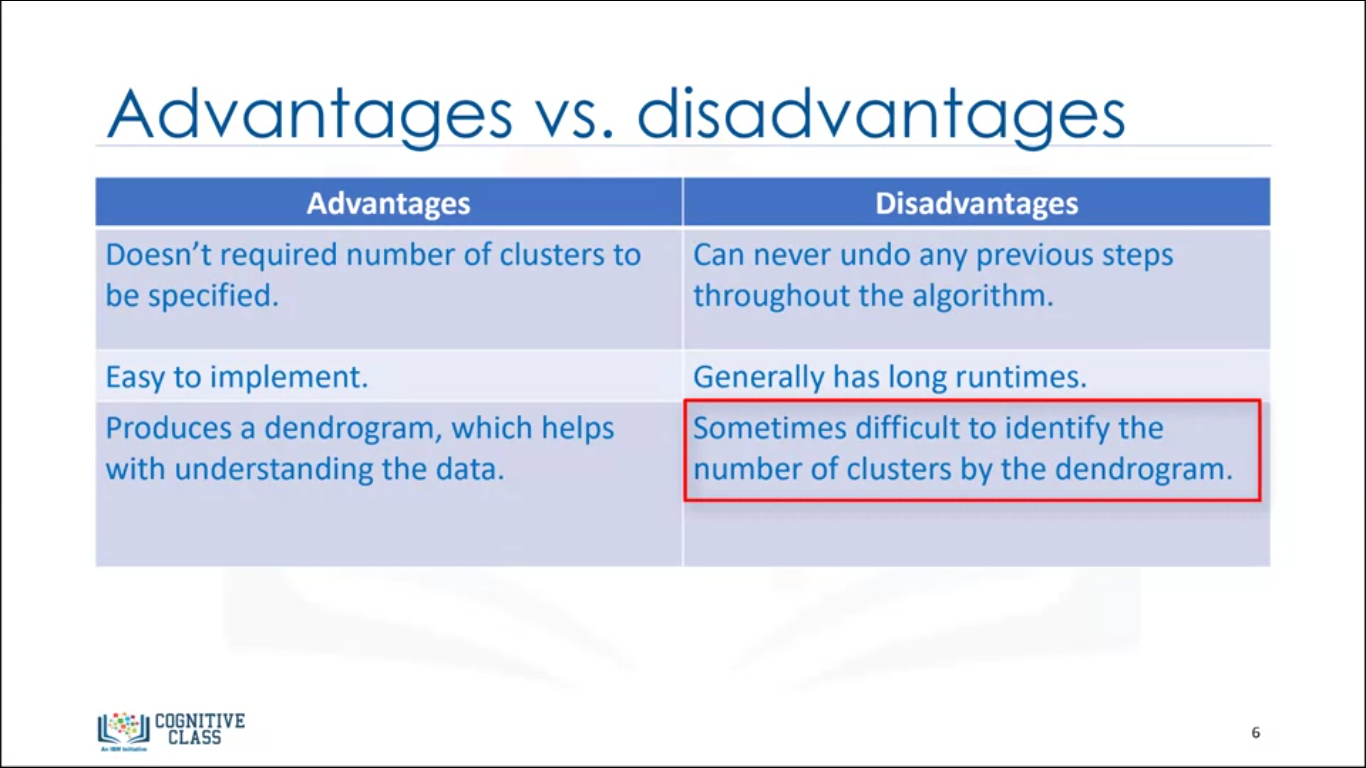 Advantages vs. disadvantages
Advantages
Disadvantages
Doesn't required number of clusters to
be specified.
Can never undo any previous steps
throughout the algorithm.
Easy to implement.
Generally has long runtimes.
Produces a dendrogram, which helps
with understanding the data.
Sometimes difficult to identify the
number of clusters by the dendrogram.
COGNITIVE
CLASS
An IBM Initiative
6